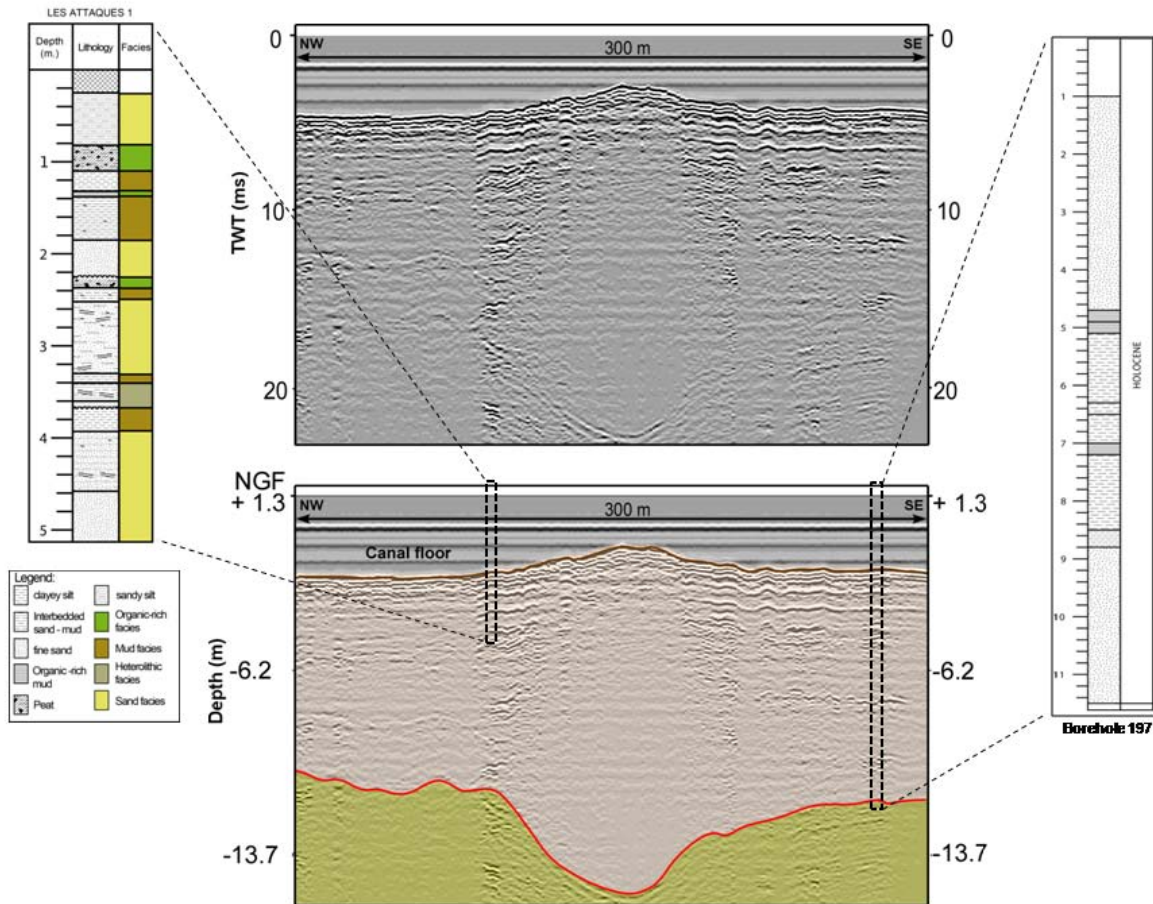 LES ATTAQUES 1
Depth
(m.)
Lithology
Facies
1
2
3
4
5
Legend:
clayey silt
sandy silt
Interbedded
sand - mud
Organic-rich
facies
fine sand
Mud facies
Organic -rich
mud
Heterolithic
facies
Peat
Sand facies
0
NW
300 m
SE
0
TWT (ms)
10
10
20
20
NGF
+ 1.3
NW
300 m
SE
+ 1.3
Canal floor
Depth (m)
-6.2
-6.2
-13.7
-13.7
1
2
3
4
5
6
7
8
9
10
11
HOLOCENE
Borehole 197